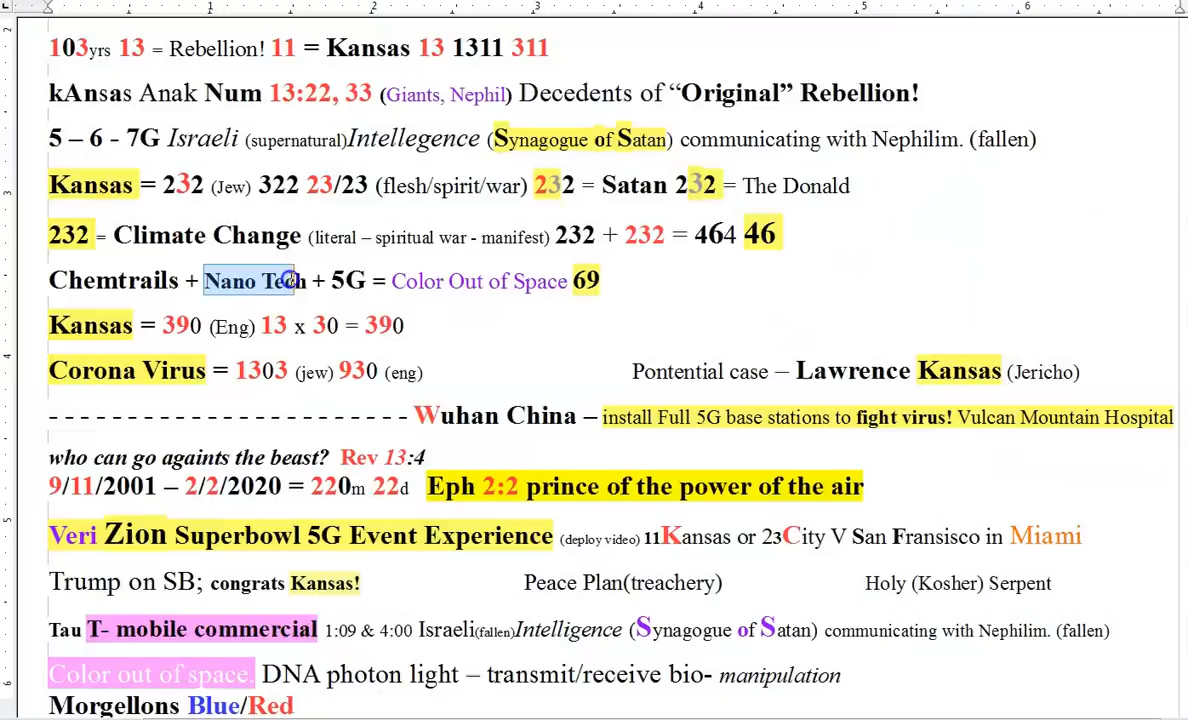 103yrs 13 = Rebellion! 11 = Kansas 13 1311 311
kAnsas Anak Num 13:22, 33 (Giants, Nephil) Decedents of “Original” Rebellion!
5 – 6 - 7G Israeli (supernatural)Intellegence (Synagogue of Satan) communicating with Nephilim. (fallen)
Kansas = 232 (Jew) 322 23/23 (flesh/spirit/war) 232 = Satan 232 = The Donald
232 = Climate Change (literal – spiritual war - manifest) 232 + 232 = 464 46
Chemtrails + Nano Tech + 5G = Color Out of Space 69
Kansas = 390 (Eng) 13 x 30 = 390
Corona Virus = 1303 (jew) 930 (eng) Pontential case – Lawrence Kansas (Jericho)
- - - - - - - - - - - - - - - - - - - - - - - Wuhan China – install Full 5G base stations to fight virus! Vulcan Mountain Hospital
who can go againts the beast? Rev 13:4
9/11/2001 – 2/2/2020 = 220m 22d Eph 2:2 prince of the power of the air
Veri Zion Superbowl 5G Event Experience (deploy video) 11Kansas or 23City V San Fransisco in Miami
Trump on SB; congrats Kansas! Peace Plan(treachery) Holy (Kosher) Serpent
Tau T- mobile commercial 1:09 & 4:00 Israeli(fallen)Intelligence (Synagogue of Satan) communicating with Nephilim. (fallen)
Color out of space. DNA photon light – transmit/receive bio- manipulation
Morgellons Blue/Red